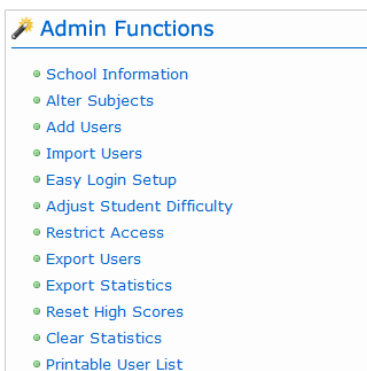 Admin Functions
School Information
Alter Subjects
Add Users
Import Users
Easy Login Setup
Adjust Student Difficulty
Restrict Access
Export Users
Export Statistics
Reset High Scores
Clear Statistics
Printable User List